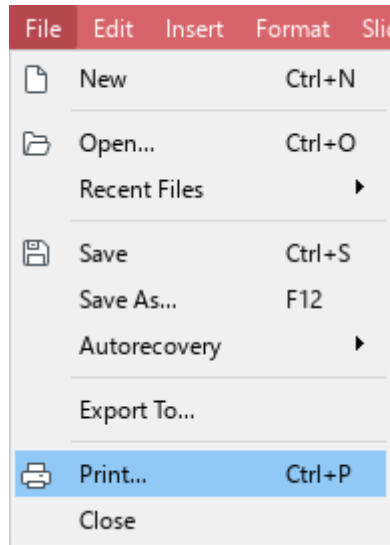 File Edit Insert Format
New Ctrl+N
Open... Ctrl+O
Recent Files
Save Ctrl+S
Save As... F12
Autorecovery
Export To...
Print... Ctrl+P
Close